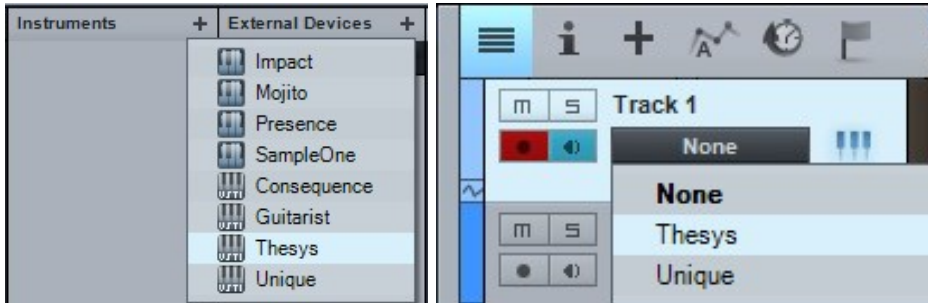 Instruments + External Devices +
Impact
Mojito
Presence
SampleOne
Consequence
Guitarist
Thesys
Unique
M S Track 1
None
None
Thesys
M S
Unique